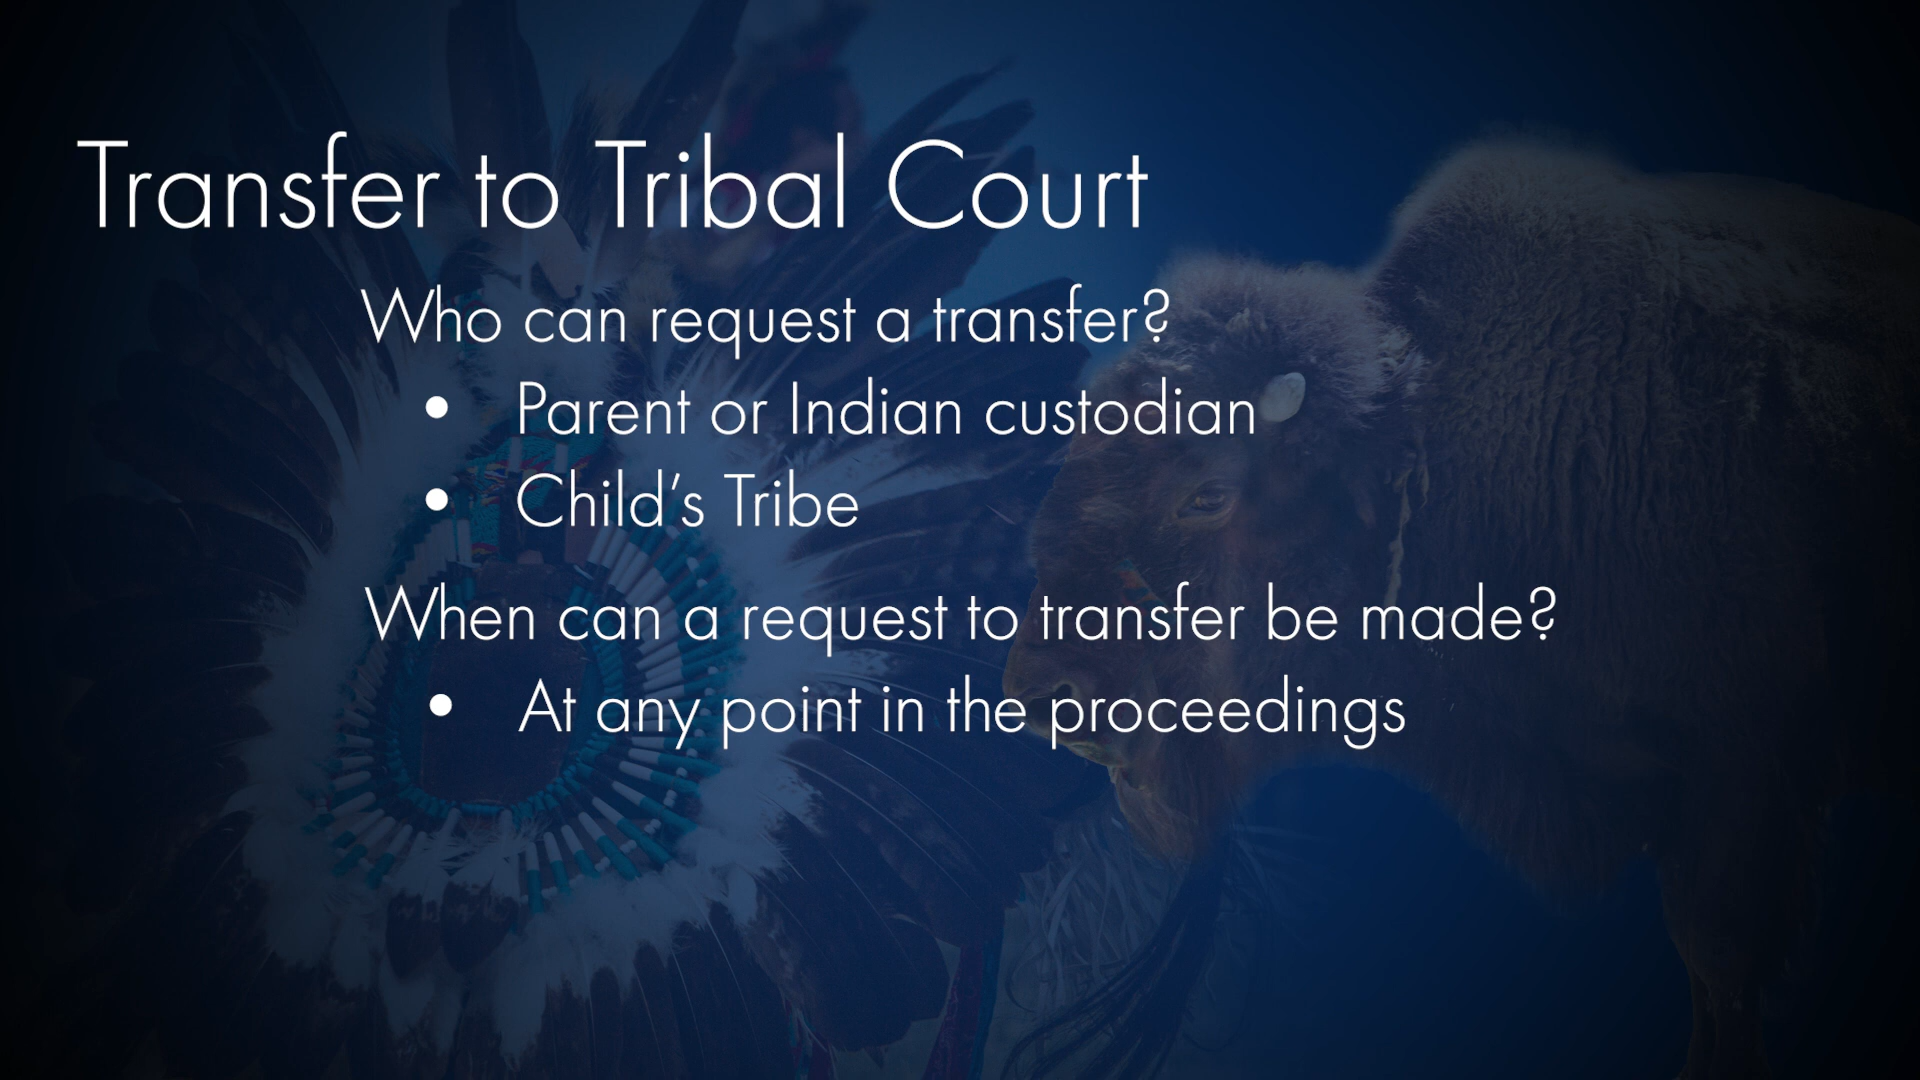 Transfer to Tribal Court
Who can request a transfer?
• Parent or Indian custodian
• Child’s Tribe
When can a request to transfer be made?
• At any point in the proceedings